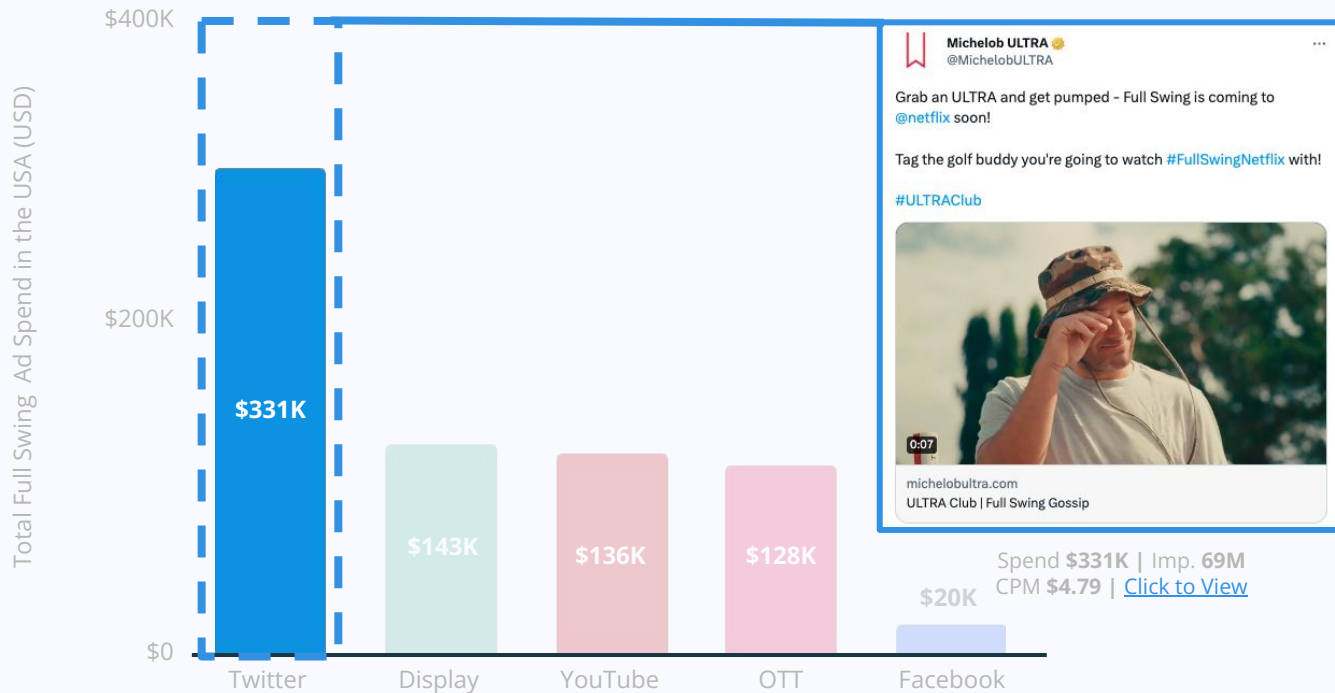 $400K
$200K
$0
Total Full Swing Ad Spend in the USA (USD)
$331K
$143K
$136K
$128K
$20K
Twitter
Display
YouTube
OTT
Facebook
Michelob ULTRA
@MichelobULTRA
...
Grab an ULTRA and get pumped - Full Swing is coming to
@netflix soon!
Tag the golf buddy you're going to watch #FullSwingNetflix with!
#ULTRAClub
0:07
michelobultra.com
ULTRA Club | Full Swing Gossip
Spend $331K | Imp. 69M
CPM $4.79 | Click to View